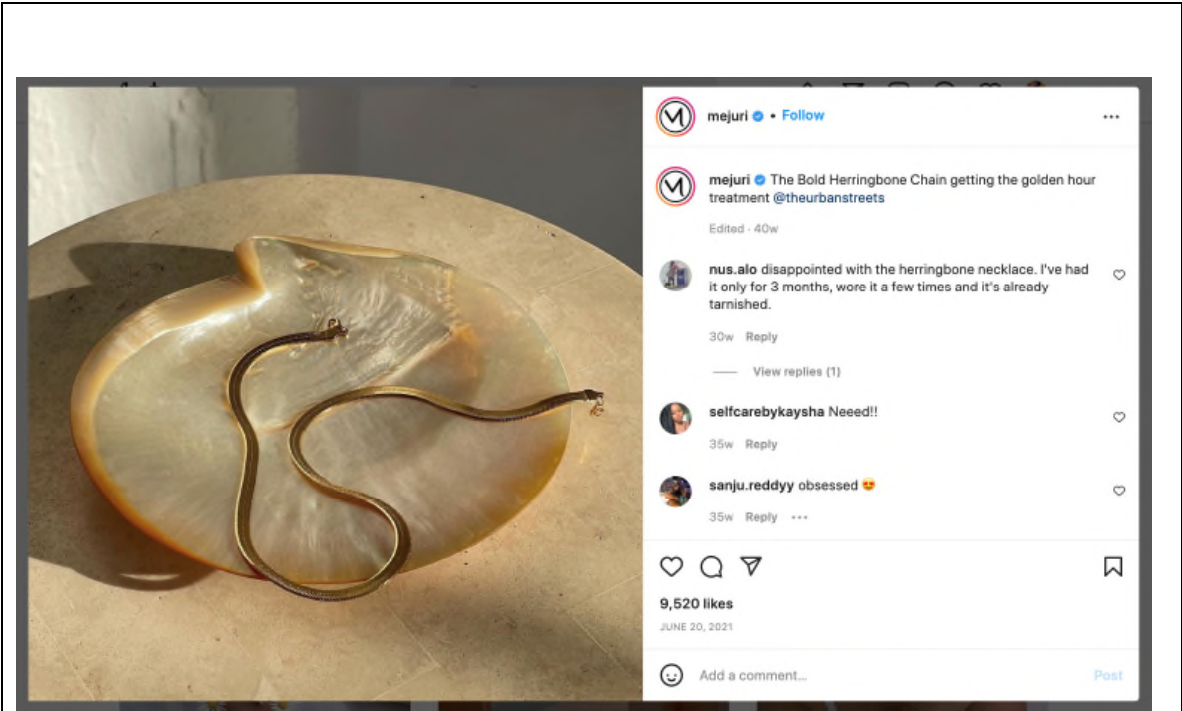 mejuri • Follow
mejuri The Bold Herringbone Chain getting the golden hour
treatment @theurbanstreets
Edited · 40w
nus.alo disappointed with the herringbone necklace. I've had
it only for 3 months, wore it a few times and it's already
tarnished.
30w Reply
View replies (1)
selfcarebykaysha Neeed!!
35w Reply
sanju.reddyy obsessed 😍
35w Reply •••
9,520 likes
JUNE 20, 2021
Add a comment... Post